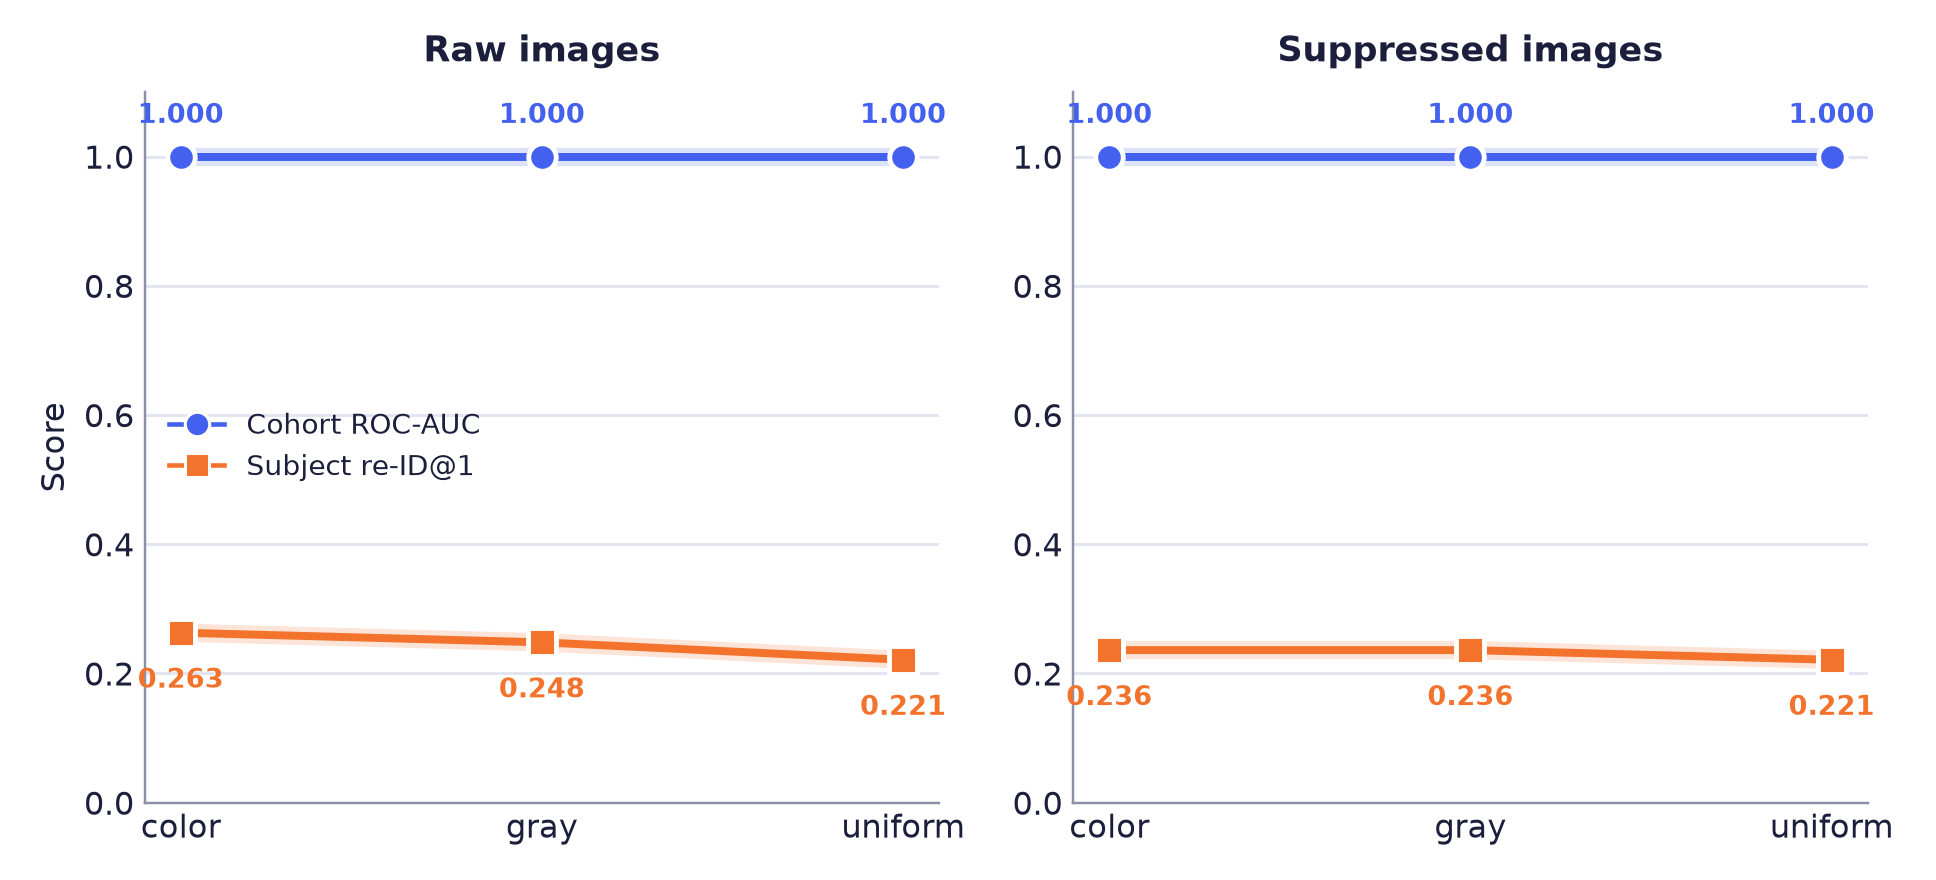 Raw images
1.000 1.000 1.000
1.0
0.8
0.6
0.4
0.2
0.0
Score
Cohort ROC-AUC
Subject re-ID@1
0.263 0.248 0.221
color gray uniform
Suppressed images
1.000 1.000 1.000
1.0
0.8
0.6
0.4
0.2
0.0
0.236 0.236 0.221
color gray uniform